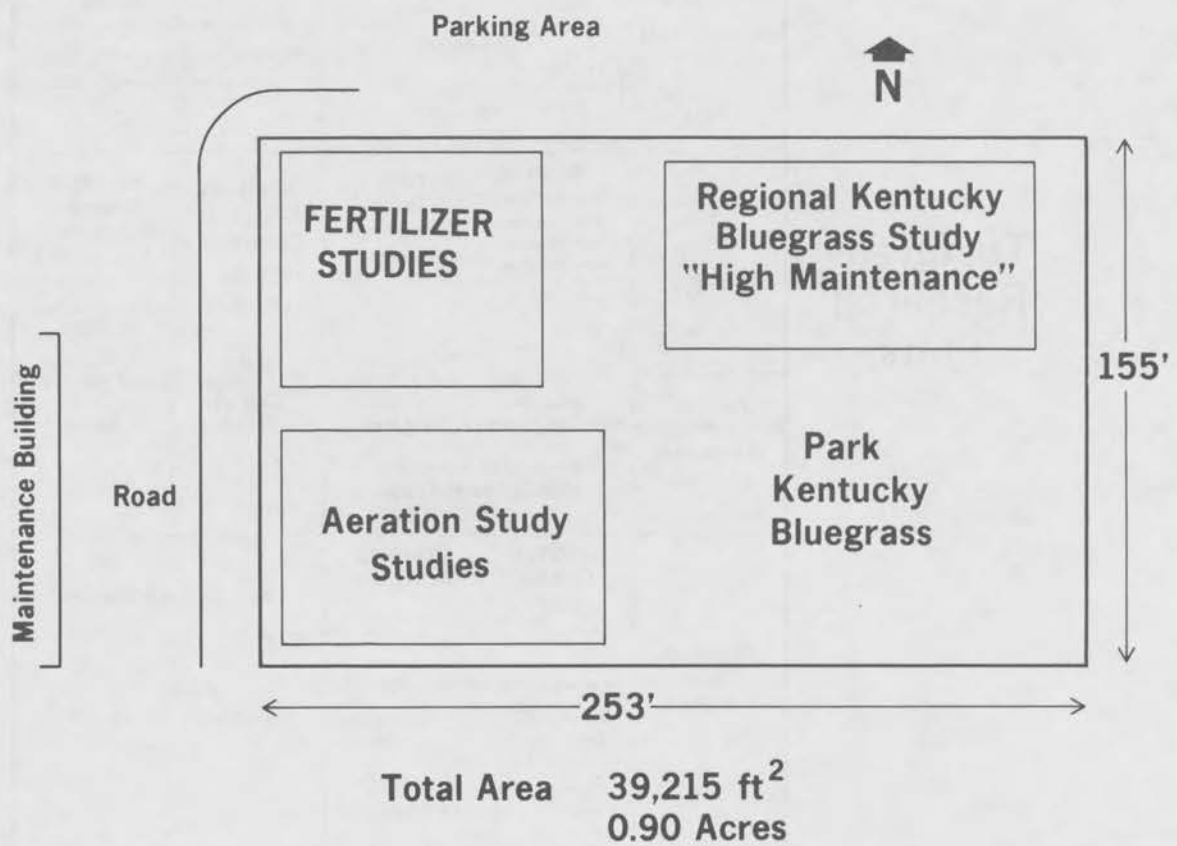 Parking Area
N
FERTILIZER
STUDIES
Regional Kentucky
Bluegrass Study
"High Maintenance"
155'
Maintenance Building
Road
Aeration Study
Studies
Park
Kentucky
Bluegrass
253'
Total Area 39,215 ft²
0.90 Acres